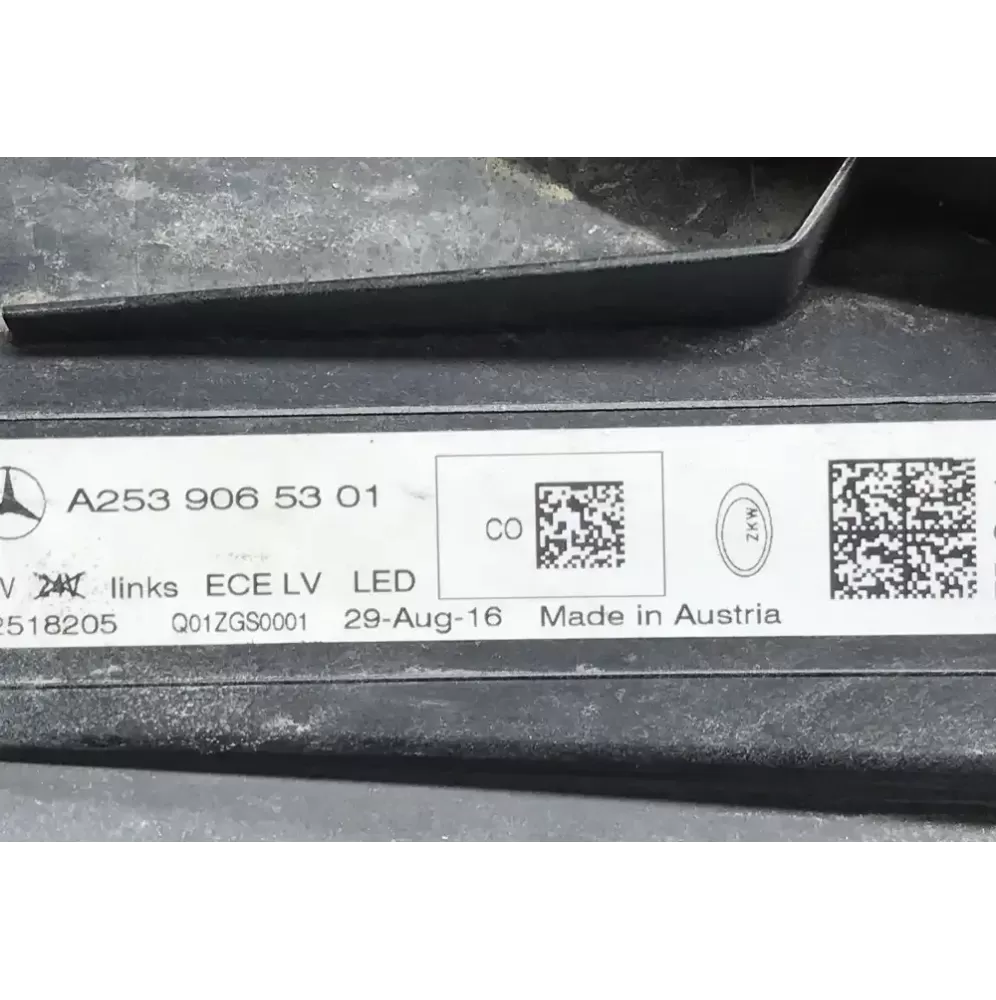 A253 906 53 01
CO
ZKW
V 24V links ECE LV LED
2518205 Q01ZGS0001 29-Aug-16 Made in Austria